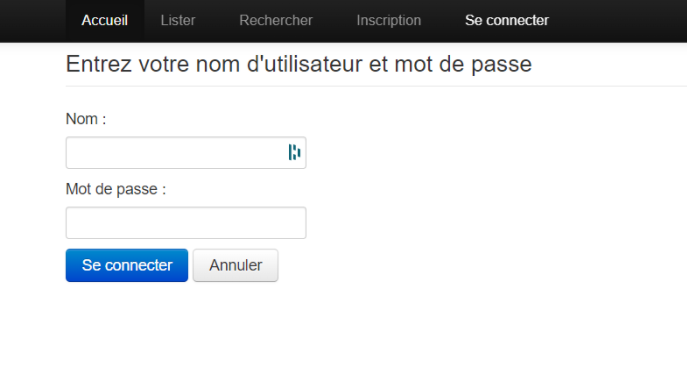 Accueil Lister Rechercher Inscription Se connecter
Entrez votre nom d'utilisateur et mot de passe
Nom :
Mot de passe :
Se connecter Annuler